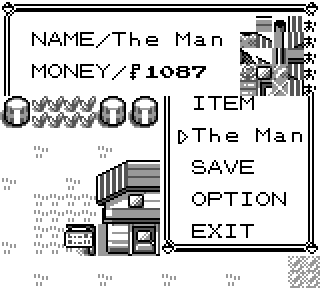 NAME/The Man
MONEY/₽1087
ITEM
The Man
SAVE
OPTION
EXIT